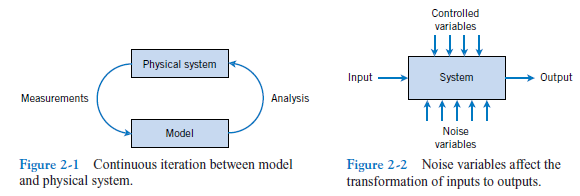 Physical system
Measurements
Analysis
Model
Figure 2-1 Continuous iteration between model
and physical system.
Controlled
variables
Input
System
Output
Noise
variables
Figure 2-2 Noise variables affect the
transformation of inputs to outputs.